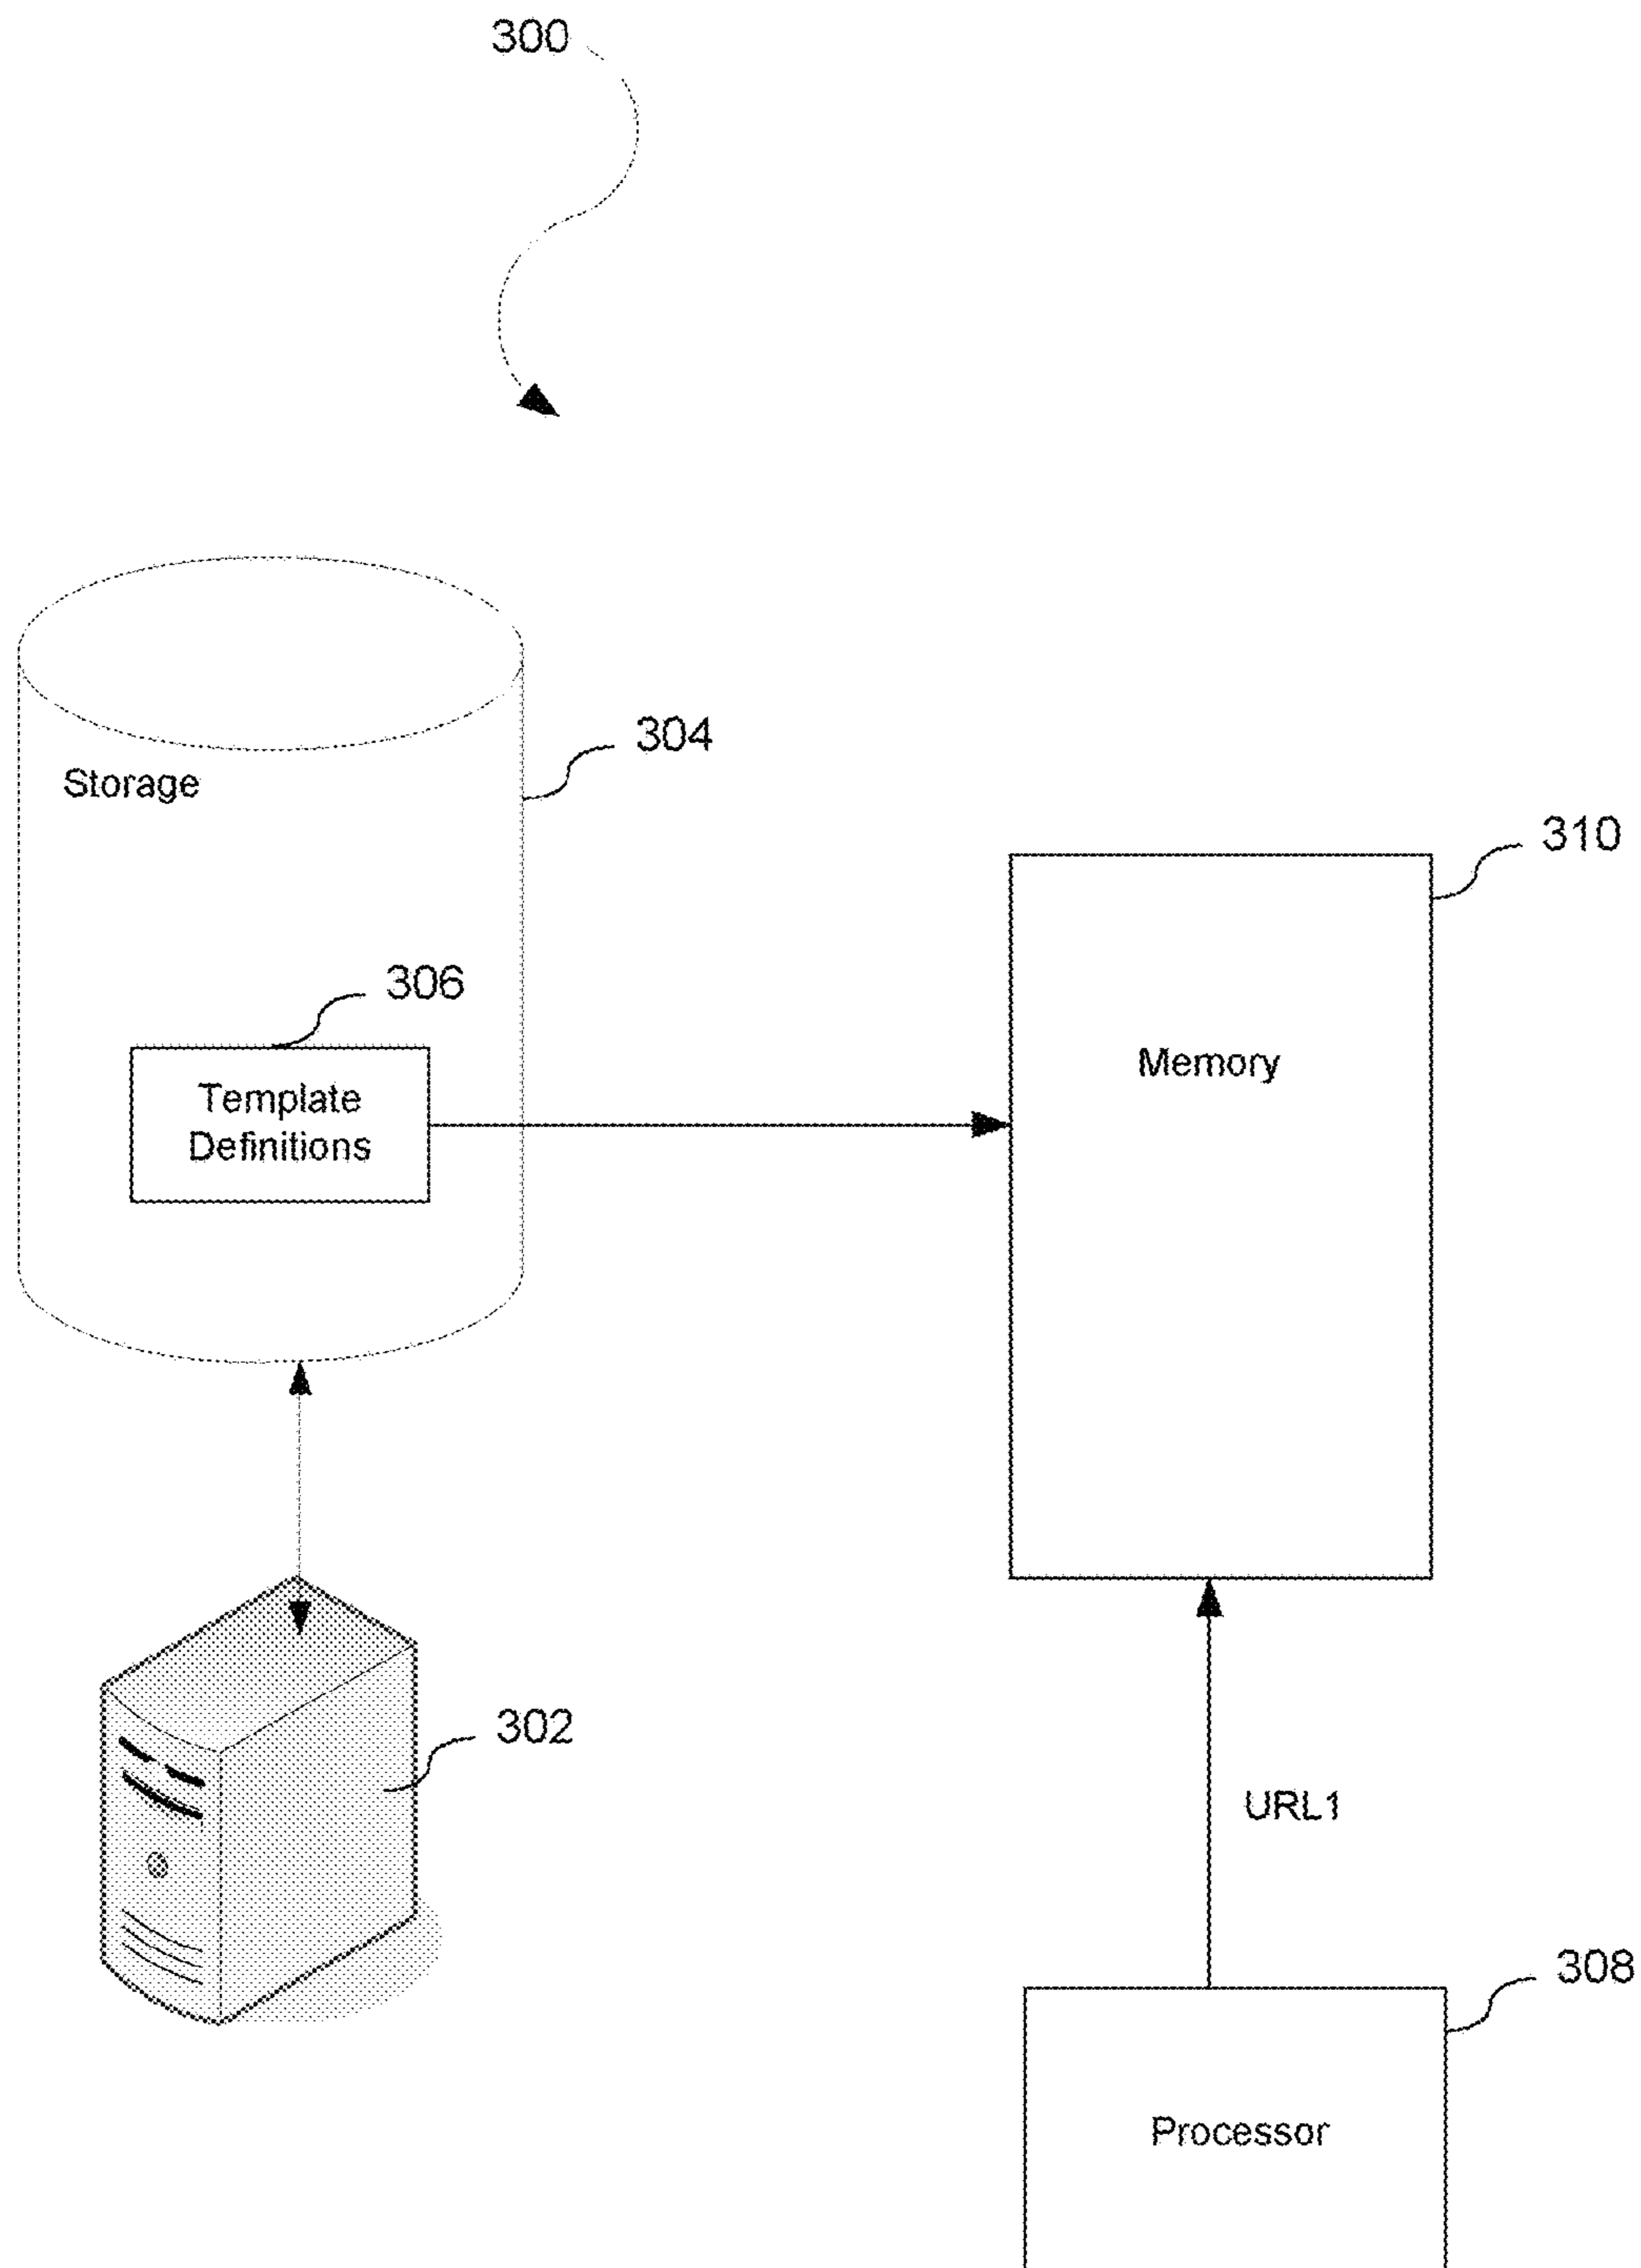 300
304
Storage
310
306
Memory
Template
Definitions
302
URL1
308
Processor